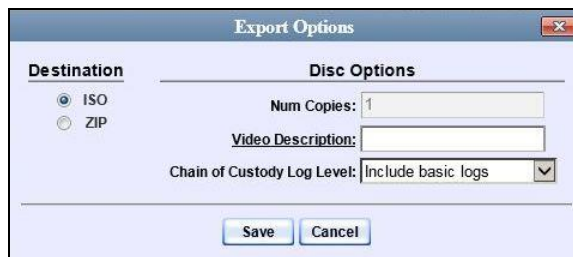 Export Options
Destination
ISO
ZIP
Disc Options
Num Copies: 1
Video Description:
Chain of Custody Log Level: Include basic logs
Save Cancel